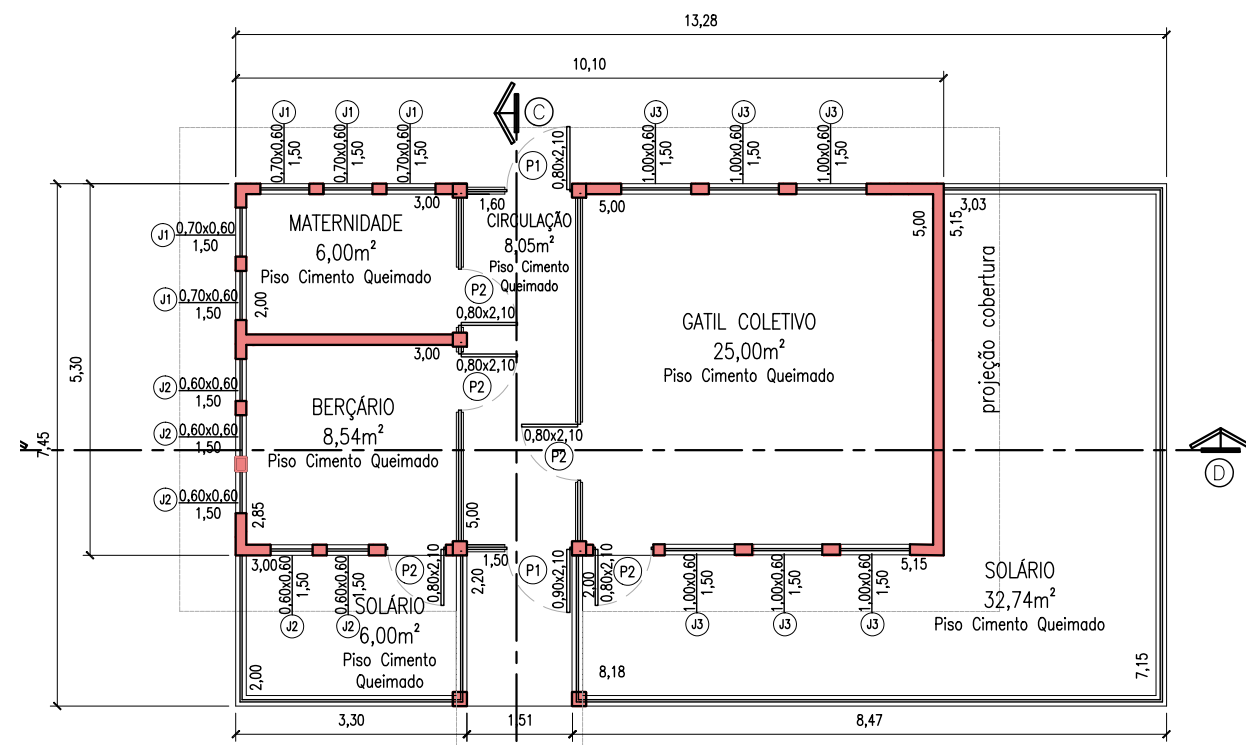 13,28
10,10
C
J1
J1
J1
J3
J3
J3
0,70x0,60
1,50
0,70x0,60
1,50
0,70x0,60
1,50
P1
0,80x2,10
1,00x0,60
1,50
1,00x0,60
1,50
1,00x0,60
1,50
3,00
1,60
5,00
5,00
5,15
3,03
MATERNIDADE
6,00m²
Piso Cimento Queimado
CIRCULAÇÃO
8,05m²
Piso Cimento
Queimado
J1
0,70x0,60
1,50
J1
0,70x0,60
1,50
2,00
P2
0,80x2,10
GATIL COLETIVO
25,00m²
Piso Cimento Queimado
projeção cobertura
5,30
7,45
3,00
0,80x2,10
P2
J2
0,60x0,60
1,50
BERÇÁRIO
8,54m²
Piso Cimento Queimado
J2
0,60x0,60
1,50
0,80x2,10
P2
D
J2
0,60x0,60
1,50
2,85
5,00
3,00
0,60x0,60
1,50
0,60x0,60
1,50
P2
0,80x2,10
2,20
1,50
P1
0,90x2,10
2,00
0,80x2,10
P2
1,00x0,60
1,50
1,00x0,60
1,50
1,00x0,60
1,50
5,15
J2
J2
J3
J3
J3
SOLÁRIO
6,00m²
Piso Cimento
Queimado
2,00
SOLÁRIO
32,74m²
Piso Cimento Queimado
8,18
7,15
3,30
1,51
8,47